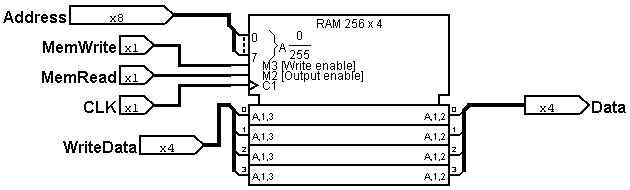 Address
x8
RAM 256 x 4
0
7
A
0
255
MemWrite
x1
M3 [Write enable]
MemRead
x1
M2 [Output enable]
CLK
x1
C1
WriteData
x4
0
A,1,3
A,1,2
0
1
A,1,3
A,1,2
1
2
A,1,3
A,1,2
2
3
A,1,3
A,1,2
3
x4
Data